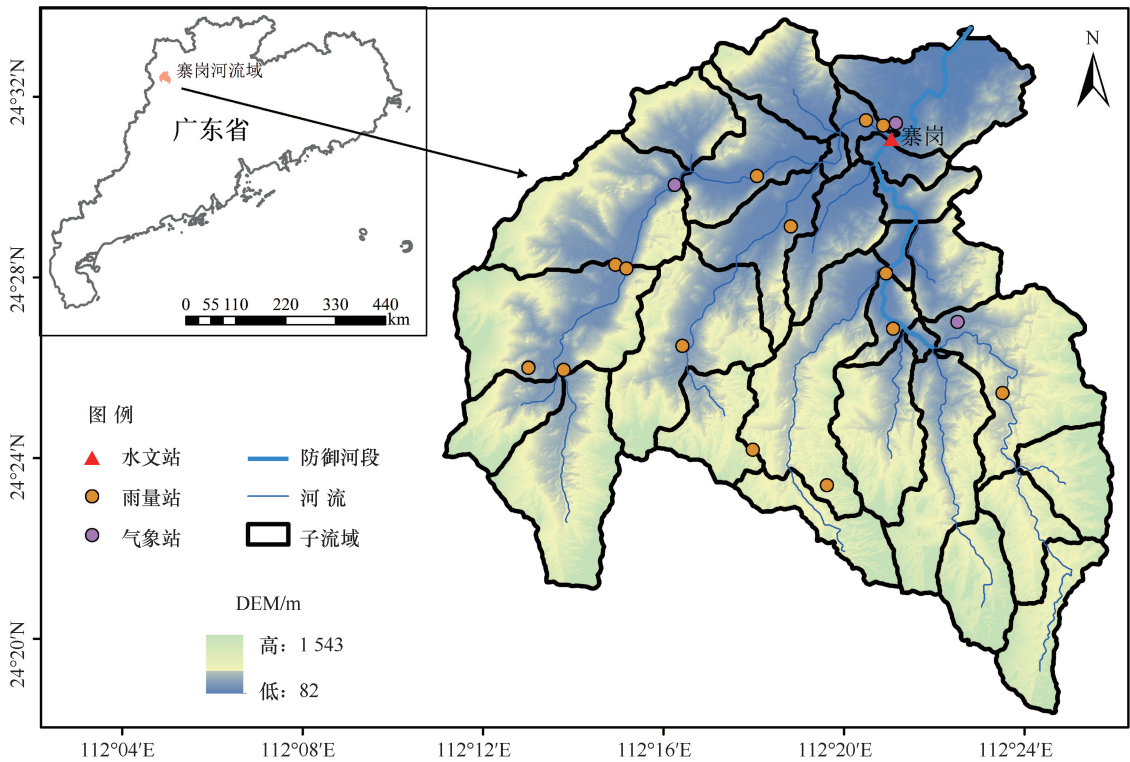 寨岗河流域
广东省
0 55 110 220 330 440
km
N
寨岗
图 例
水文站
防御河段
雨量站
河 流
气象站
子流域
DEM/m
高：1 543
低：82
24°32′N
24°28′N
24°24′N
24°20′N
112°04′E 112°08′E 112°12′E 112°16′E 112°20′E 112°24′E